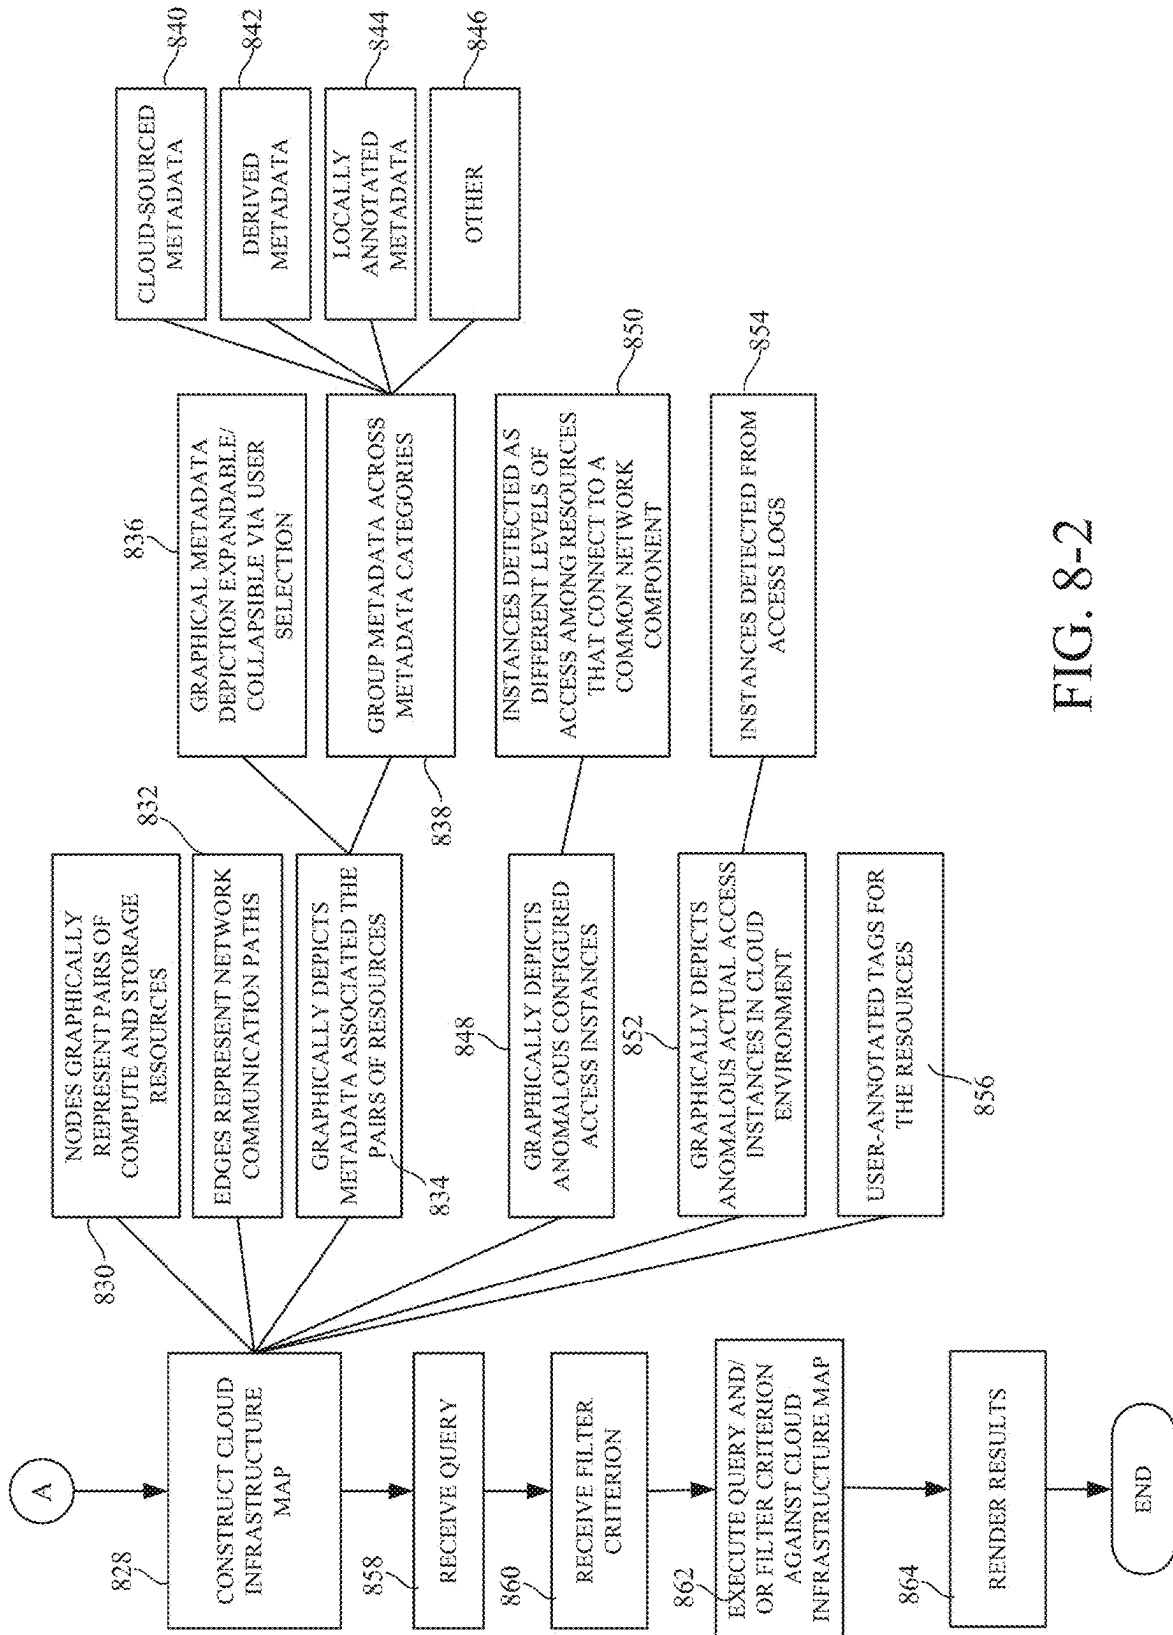 A
828
CONSTRUCT CLOUD
INFRASTRUCTURE
MAP
830
NODES GRAPHICALLY
REPRESENT PAIRS OF
COMPUTE AND STORAGE
RESOURCES
832
EDGES REPRESENT NETWORK
COMMUNICATION PATHS
GRAPHICALLY DEPICTS
METADATA ASSOCIATED THE
PAIRS OF RESOURCES
834
836
GRAPHICAL METADATA
DEPICTION EXPANDABLE/
COLLAPSIBLE VIA USER
SELECTION
838
GROUP METADATA ACROSS
METADATA CATEGORIES
CLOUD-SOURCED
METADATA
840
DERIVED
METADATA
842
LOCALLY
ANNOTATED
METADATA
844
OTHER
846
848
GRAPHICALLY DEPICTS
ANOMALOUS CONFIGURED
ACCESS INSTANCES
INSTANCES DETECTED AS
DIFFERENT LEVELS OF
ACCESS AMONG RESOURCES
THAT CONNECT TO A
COMMON NETWORK
COMPONENT
850
852
GRAPHICALLY DEPICTS
ANOMALOUS ACTUAL ACCESS
INSTANCES IN CLOUD
ENVIRONMENT
INSTANCES DETECTED FROM
ACCESS LOGS
854
USER-ANNOTATED TAGS FOR
THE RESOURCES
856
858
RECEIVE QUERY
860
RECEIVE FILTER
CRITERION
862
EXECUTE QUERY AND/
OR FILTER CRITERION
AGAINST CLOUD
INFRASTRUCTURE MAP
864
RENDER RESULTS
END
FIG. 8-2